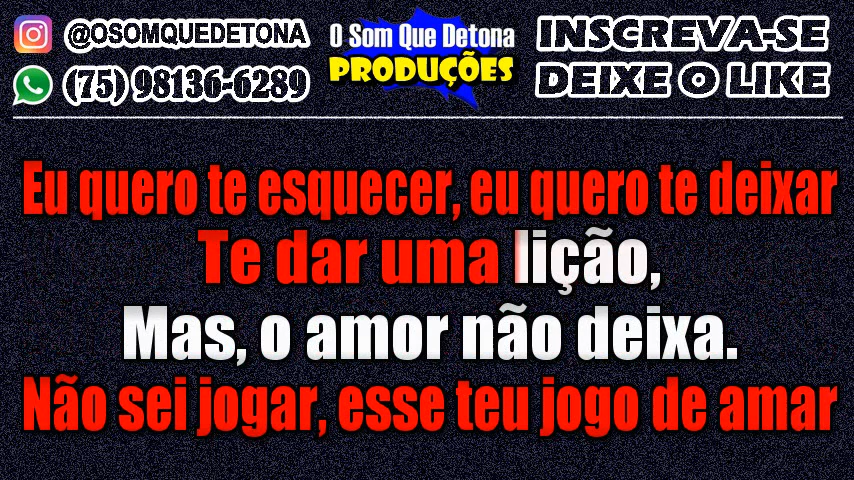 @OSOMQUEDETONA
(75) 98136-6289
O Som Que Detona
PRODUÇÕES
INSCREVA-SE
DEIXE O LIKE
Eu quero te esquecer, eu quero te deixar
Te dar uma lição,
Mas, o amor não deixa.
Não sei jogar, esse teu jogo de amar